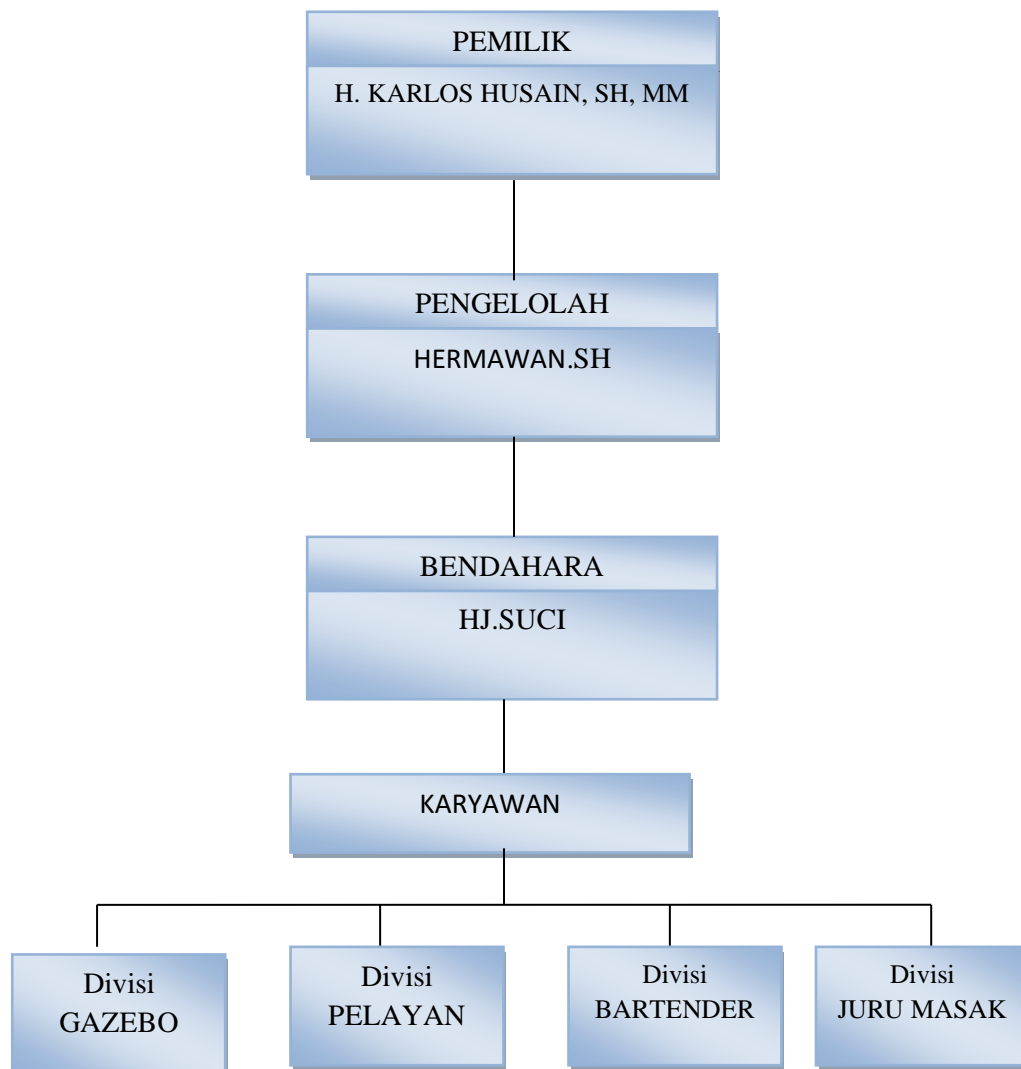 PEMILIK
H. KARLOS HUSAIN, SH, MM
PENGELOLAH
HERMAWAN.SH
BENDAHARA
HJ.SUCI
KARYAWAN
Divisi
GAZEBO
Divisi
PELAYAN
Divisi
BARTENDER
Divisi
JURU MASAK